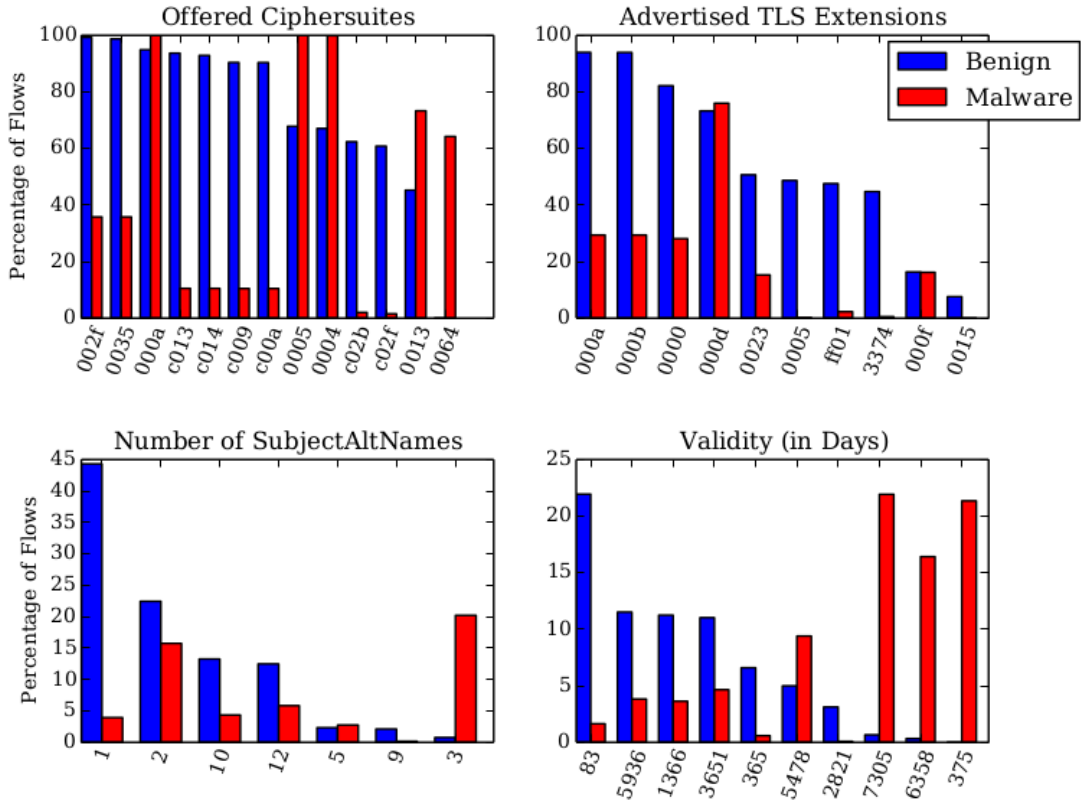 Offered Ciphersuites
Percentage of Flows
100
80
60
40
20
0
002f 0035 000a c013 c014 c009 c00a 0005 0004 c02b c02f 0013 0064
Advertised TLS Extensions
100
80
60
40
20
0
000a 000b 0000 000d 0023 0005 ff01 3374 000f 0015
Benign
Malware
Number of SubjectAltNames
Percentage of Flows
45
40
35
30
25
20
15
10
5
0
1 2 10 12 5 9 3
Validity (in Days)
25
20
15
10
5
0
83 5936 1366 3651 365 5478 2821 7305 6358 375